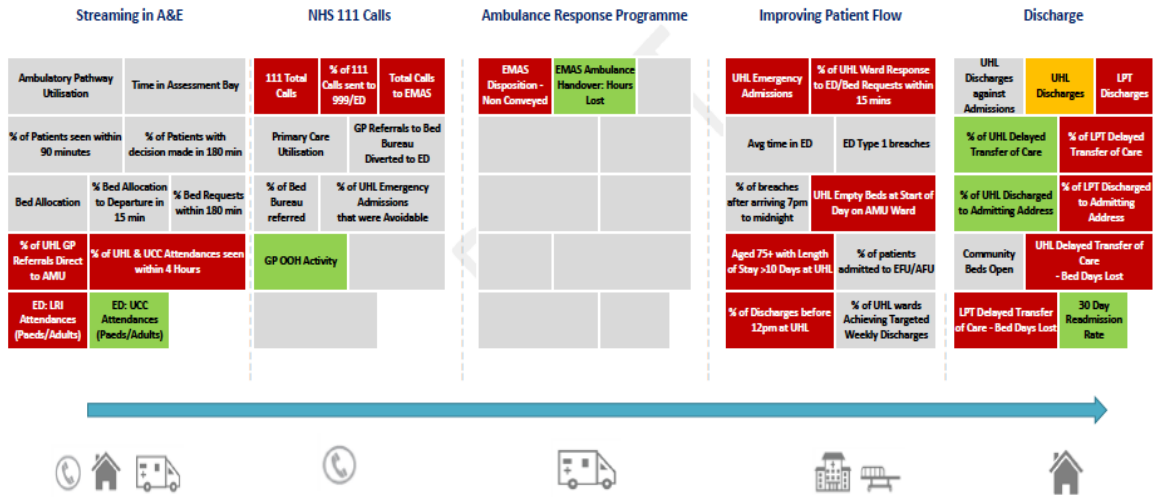 Streaming in A&E
NHS 111 Calls
Ambulance Response Programme
Improving Patient Flow
Discharge
Ambulatory Pathway
Utilisation
Time in Assessment Bay
% of Patients seen within
90 minutes
% of Patients with
decision made in 180 min
Bed Allocation
% Bed Allocation
to Departure in
15 min
% Bed Requests
within 180 min
% of UHL GP
Referrals Direct
to AMU
% of UHL & UCC Attendances seen
within 4 Hours
ED: LRI
Attendances
(Paeds/Adults)
ED: UCC
Attendances
(Paeds/Adults)
111 Total
Calls
% of 111
Calls sent to
999/ED
Total Calls
to EMAS
Primary Care
Utilisation
GP Referrals to Bed
Bureau
Diverted to ED
% of Bed
Bureau
referred
% of UHL Emergency
Admissions
that were Avoidable
GP OOH Activity
EMAS
Disposition -
Non Conveyed
EMAS Ambulance
Handover: Hours
Lost
UHL Emergency
Admissions
% of UHL Ward Response
to ED/Bed Requests within
15 mins
Avg time in ED
ED Type 1 breaches
% of breaches
after arriving 7pm
to midnight
UHL Empty Beds at Start of
Day on AMU Ward
Aged 75+ with Length
of Stay >10 Days at UHL
% of patients
admitted to EFU/AFU
% of Discharges before
12pm at UHL
% of UHL wards
Achieving Targeted
Weekly Discharges
UHL
Discharges
against
Admissions
UHL
Discharges
LPT
Discharges
% of UHL Delayed
Transfer of Care
% of LPT Delayed
Transfer of Care
% of UHL Discharged
to Admitting Address
% of LPT Discharged
to Admitting
Address
Community
Beds Open
UHL Delayed Transfer of
Care
- Bed Days Lost
LPT Delayed Transfer
of Care - Bed Days Lost
30 Day
Readmission
Rate